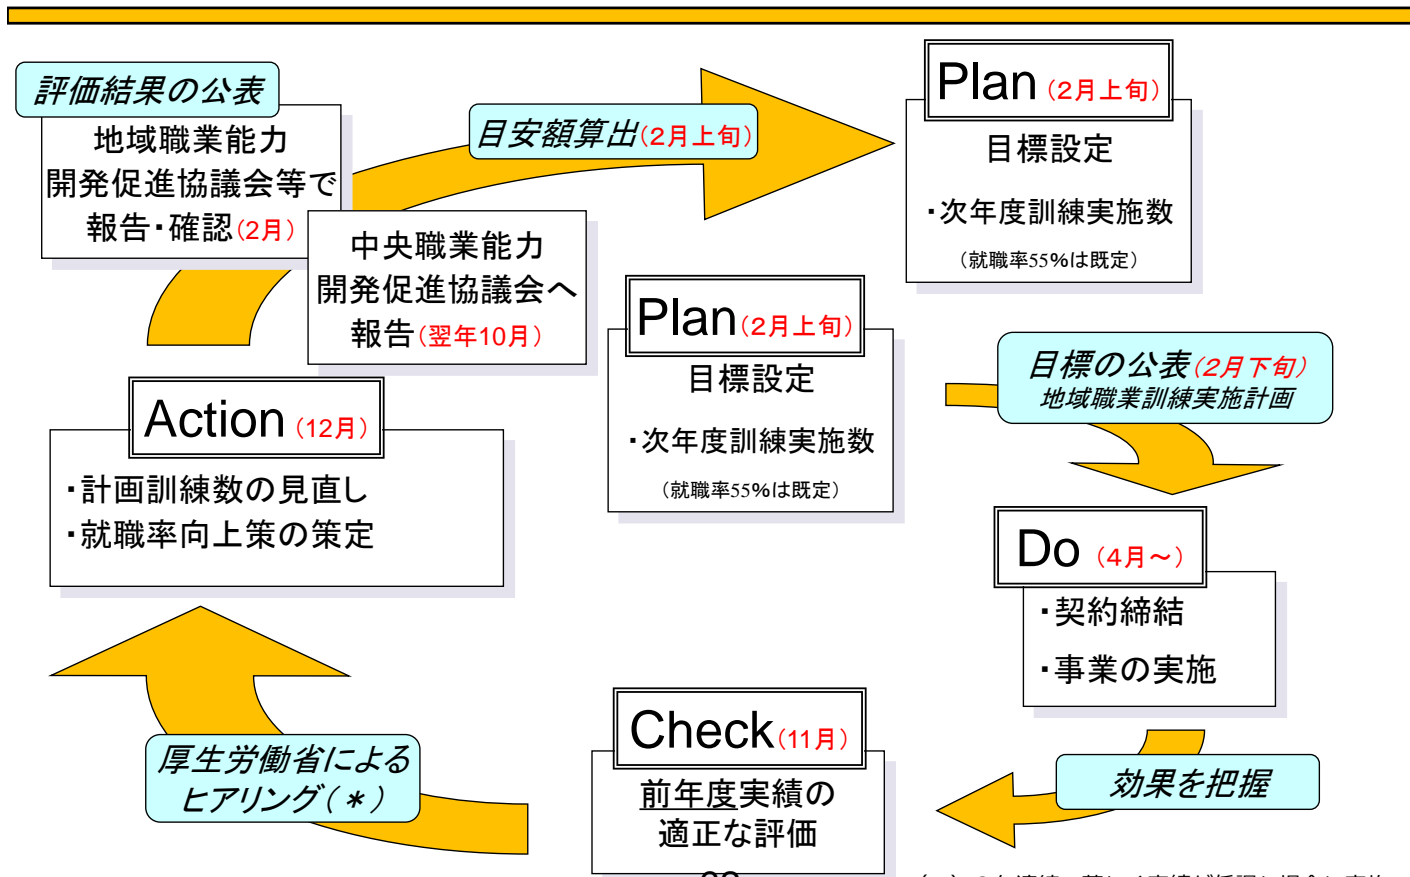 評価結果の公表
地域職業能力
開発促進協議会等で
報告・確認(2月)
中央職業能力
開発促進協議会へ
報告(翌年10月)
目安額算出(2月上旬)
Plan(2月上旬)
目標設定
・次年度訓練実施数
(就職率55%は既定)
Plan(2月上旬)
目標設定
・次年度訓練実施数
(就職率55%は既定)
目標の公表(2月下旬)
地域職業訓練実施計画
Do(4月～)
・契約締結
・事業の実施
効果を把握
Check(11月)
前年度実績の
適正な評価
厚生労働省による
ヒアリング(＊)
Action(12月)
・計画訓練数の見直し
・就職率向上策の策定